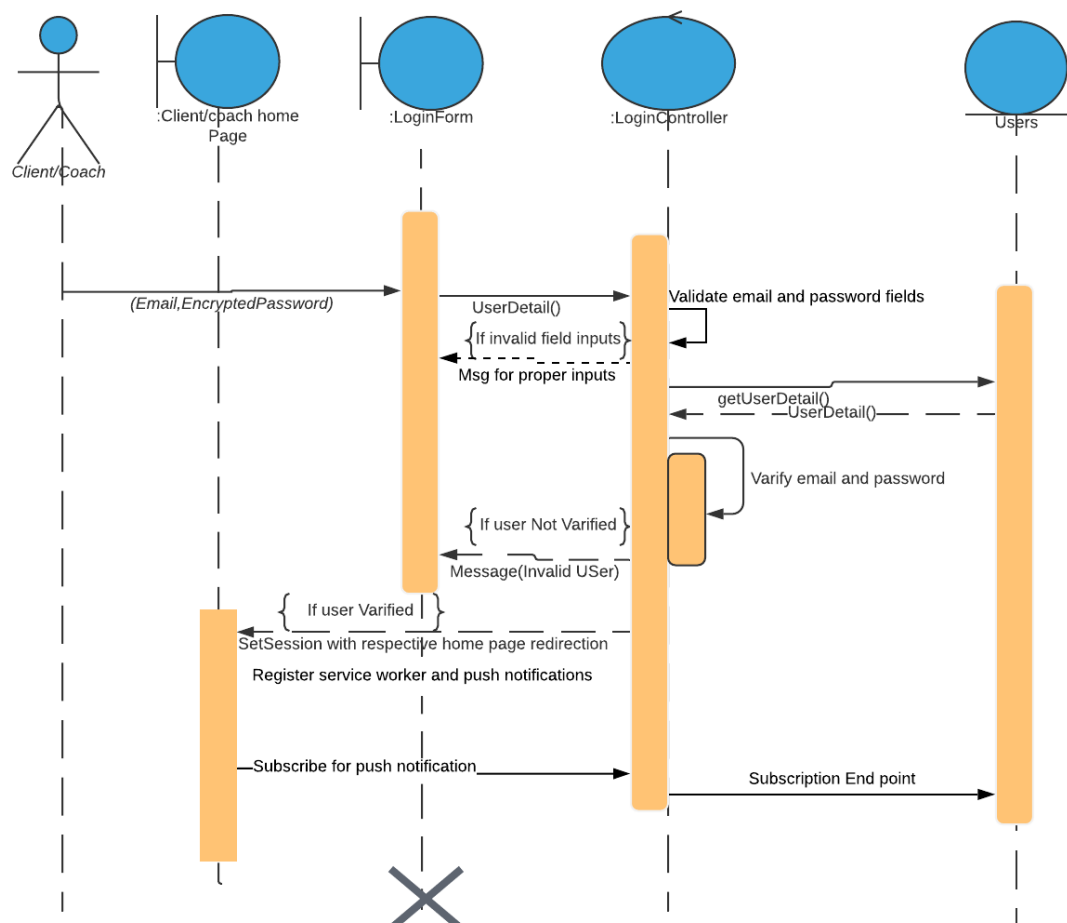 :Client/coach home
Page
:LoginForm
:LoginController
Users
Client/Coach
(Email,EncryptedPassword)
UserDetail()
Validate email and password fields
If invalid field inputs
Msg for proper inputs
getUserDetail()
UserDetail()
Varify email and password
If user Not Varified
Message(Invalid USer)
If user Varified
SetSession with respective home page redirection
Register service worker and push notifications
Subscribe for push notification
Subscription End point